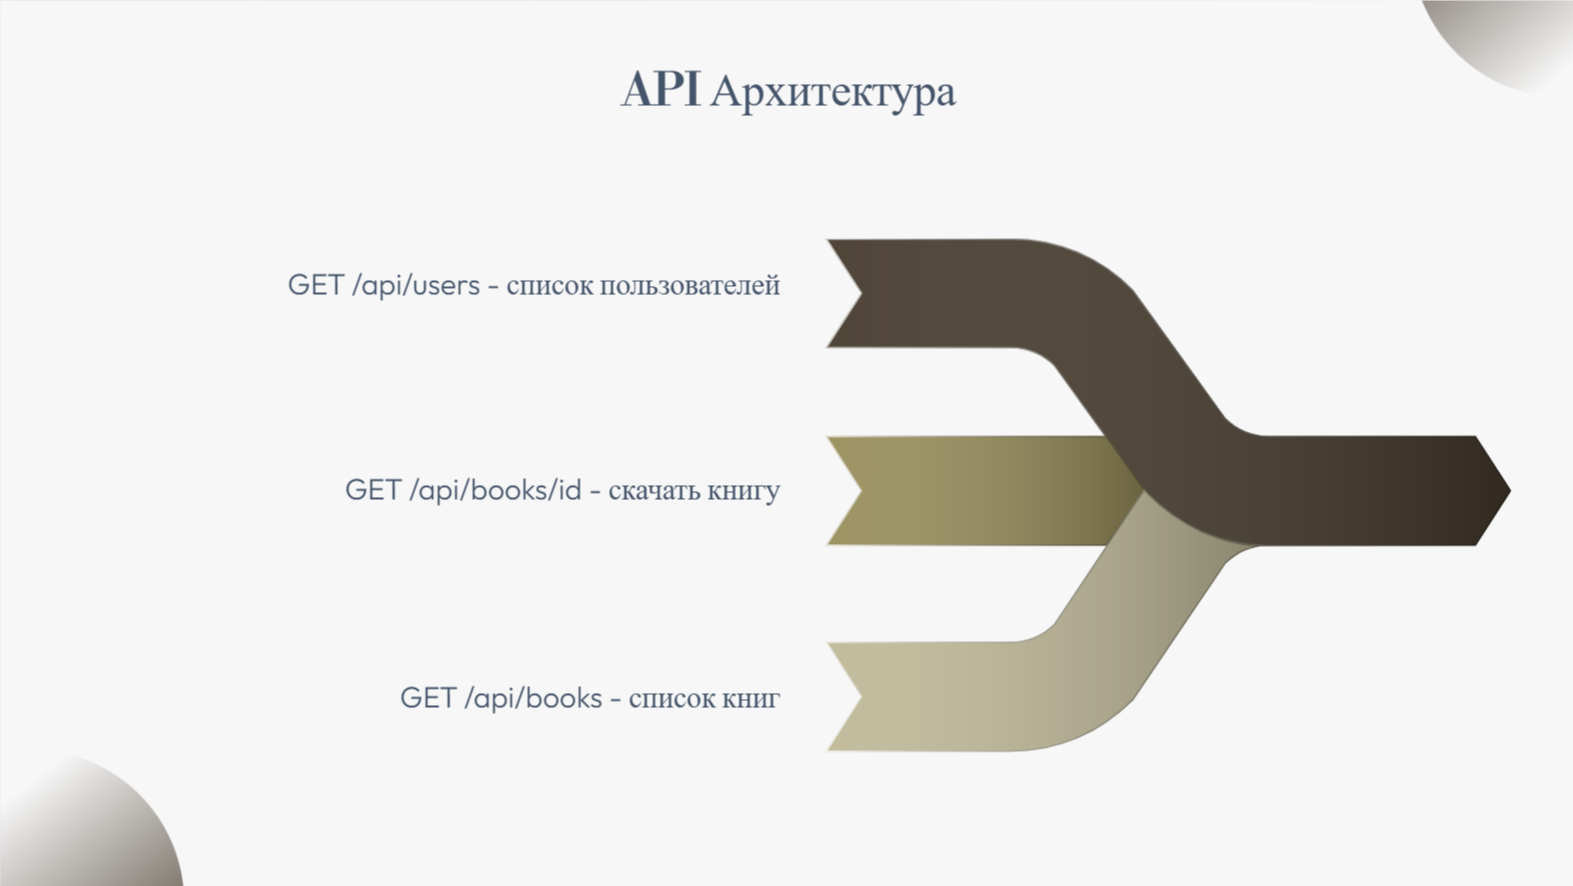 API Архитектура
GET /api/users - список пользователей
GET /api/books/id - скачать книгу
GET /api/books - список книг